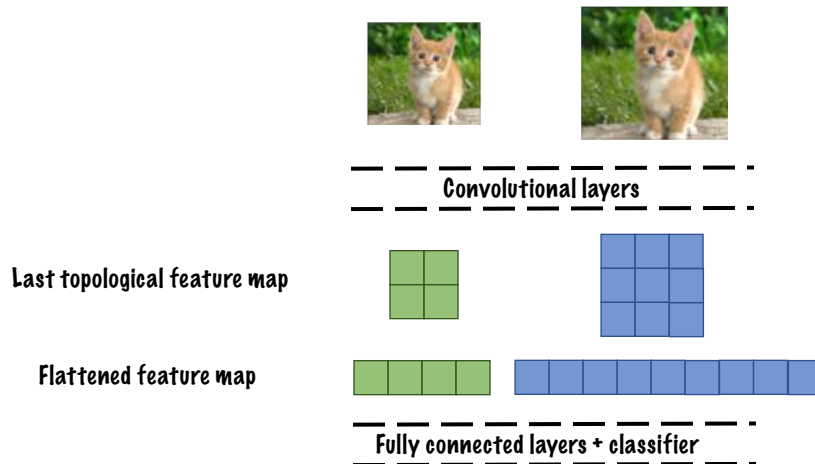 Convolutional layers
Last topological feature map
Flattened feature map
Fully connected layers + classifier